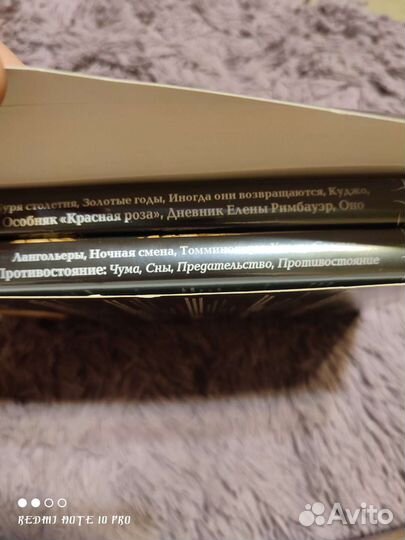 Буря столетия, Золотые годы, Иногда они возвращаются, Куджо,
Особняк «Красная роза», Дневник Елены Римбауэр, Оно
Лангольеры, Ночная смена,
Противостояние: Чума, Сны, Предательство, Противостояние
REDMI NOTE 10 PRO
Avito